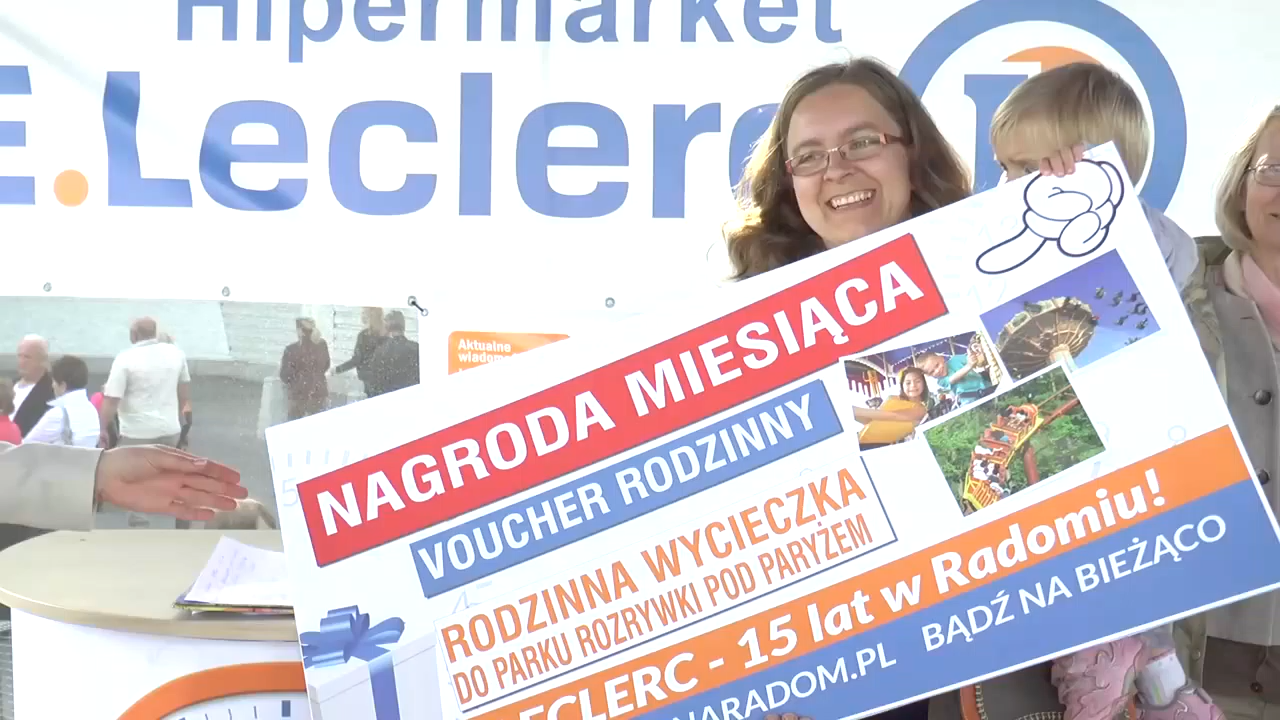 Hipermarket
E.Leclerc
Aktualne
NAGRODA MIESIĄCA
VOUCHER RODZINNY
RODZINNA WYCIECZKA
DO PARKU ROZRYWKI POD PARYŻEM
ECLERC - 15 lat w Radomiu!
NARADOM.PL BĄDŹ NA BIEŻĄCO